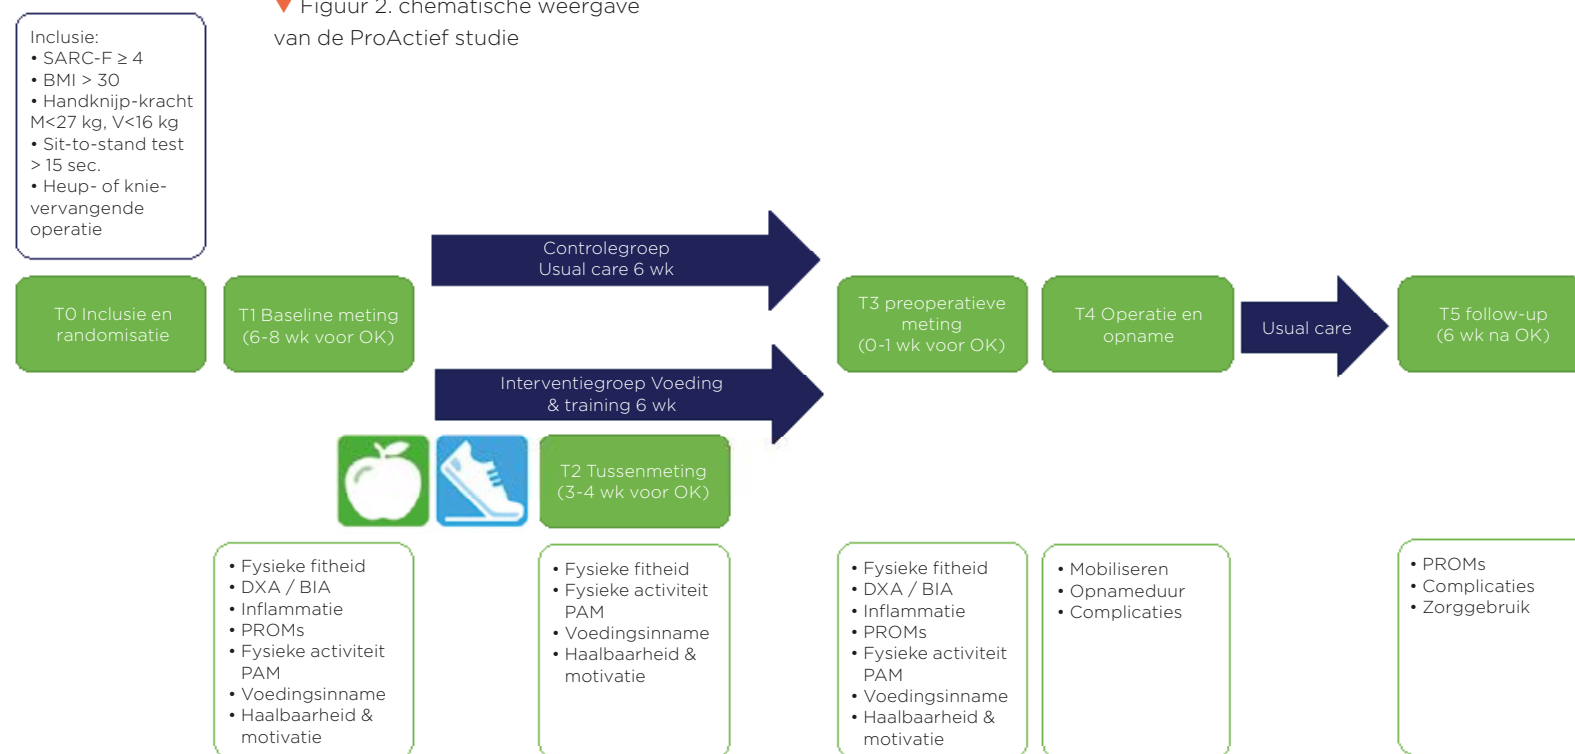 ▼ Figuur 2. chematische weergave
van de ProActief studie
Inclusie:
• SARC-F ≥ 4
• BMI > 30
• Handknijp-kracht
M<27 kg, V<16 kg
• Sit-to-stand test
> 15 sec.
• Heup- of knie-
vervangende
operatie
T0 Inclusie en
randomisatie
T1 Baseline meting
(6-8 wk voor OK)
Controlegroep
Usual care 6 wk
Interventiegroep Voeding
& training 6 wk
T2 Tussenmeting
(3-4 wk voor OK)
T3 preoperatieve
meting
(0-1 wk voor OK)
T4 Operatie en
opname
Usual care
T5 follow-up
(6 wk na OK)
• Fysieke fitheid
• DXA / BIA
• Inflammatie
• PROMs
• Fysieke activiteit
PAM
• Voedingsinname
• Haalbaarheid &
motivatie
• Fysieke fitheid
• Fysieke activiteit
PAM
• Voedingsinname
• Haalbaarheid &
motivatie
• Fysieke fitheid
• DXA / BIA
• Inflammatie
• PROMs
• Fysieke activiteit
PAM
• Voedingsinname
• Haalbaarheid &
motivatie
• Mobiliseren
• Opnameduur
• Complicaties
• PROMs
• Complicaties
• Zorggebruik